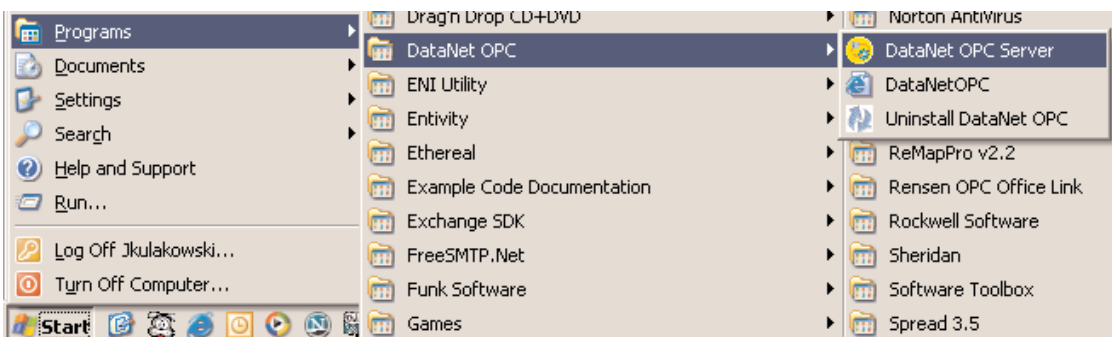 Programs
Documents
Settings
Search
Help and Support
Run...
Log Off Jkulakowski...
Turn Off Computer...
Start
Drag'n Drop CD+DVD
DataNet OPC
ENI Utility
Entivity
Ethereal
Example Code Documentation
Exchange SDK
FreeSMTP.Net
Funk Software
Games
Norton AntiVirus
DataNet OPC Server
DataNetOPC
Uninstall DataNet OPC
ReMapPro v2.2
Rensen OPC Office Link
Rockwell Software
Sheridan
Software Toolbox
Spread 3.5